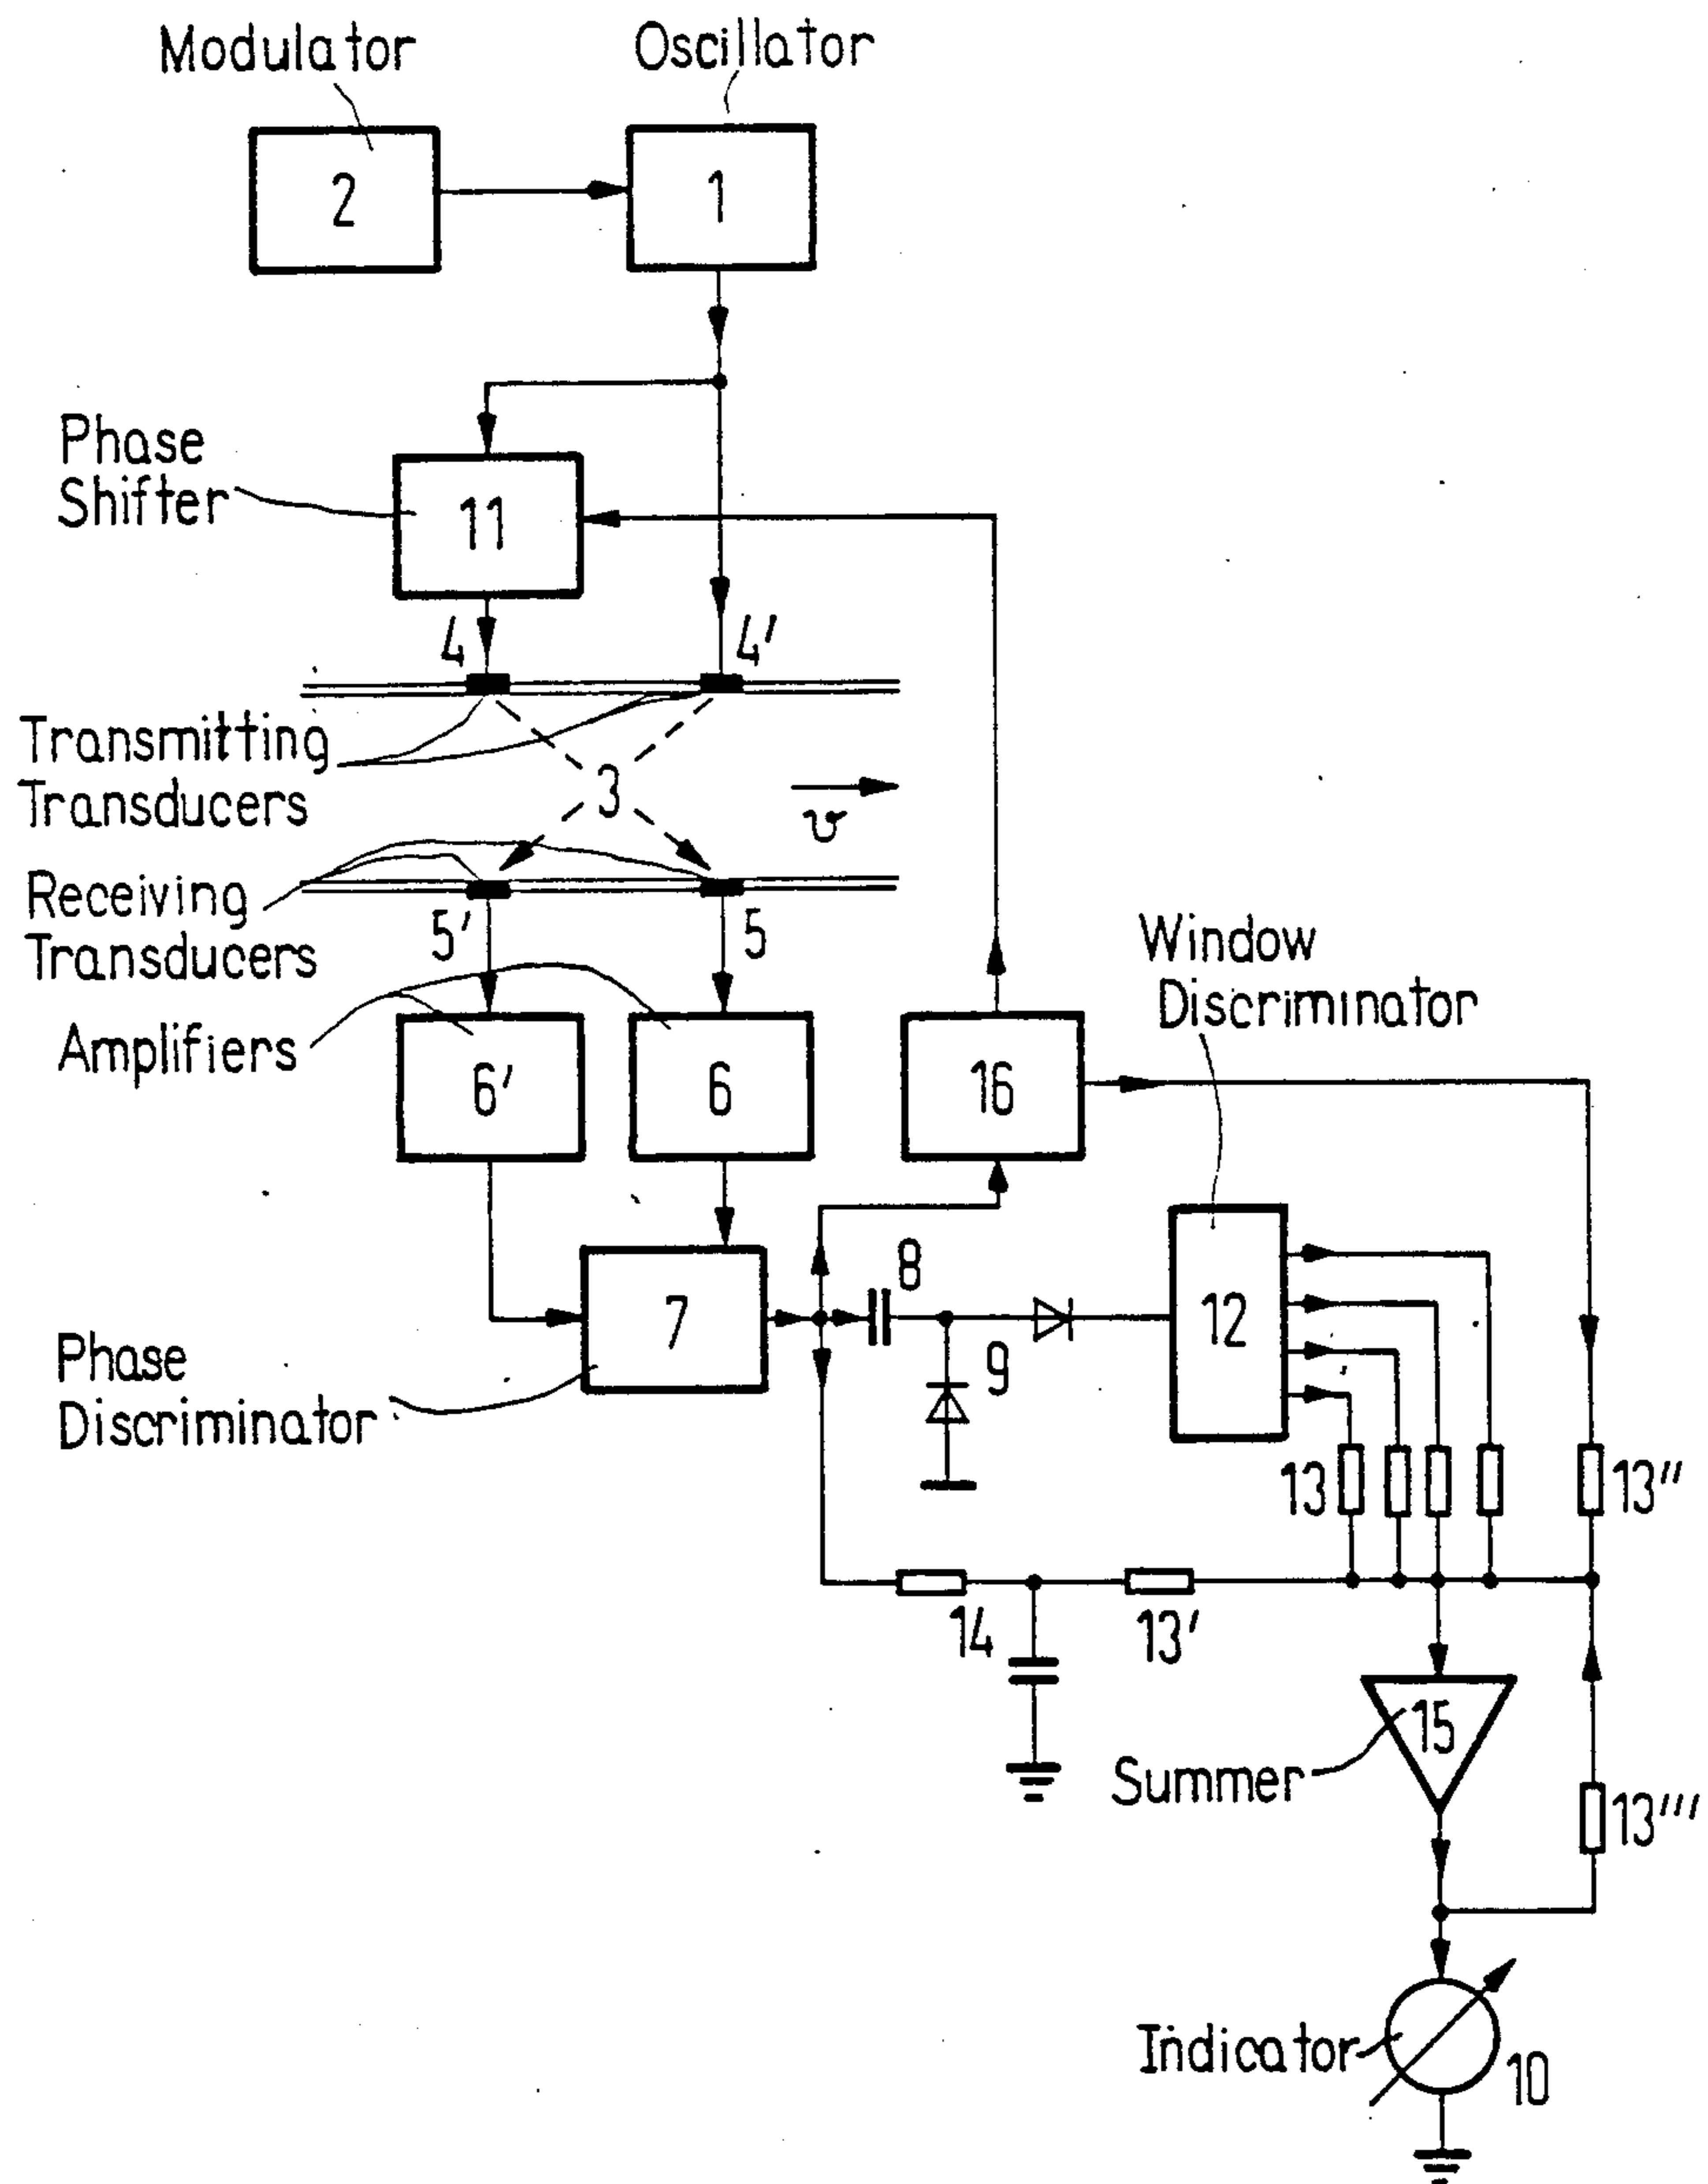 Modulator
Oscillator
2
1
Phase
Shifter
11
4
4'
Transmitting
Transducers
3
v
Receiving
Transducers
5'
5
Window
Discriminator
Amplifiers
6'
6
16
8
12
7
9
Phase
Discriminator
13
13"
14
13'
15
Summer
13'''
Indicator
10